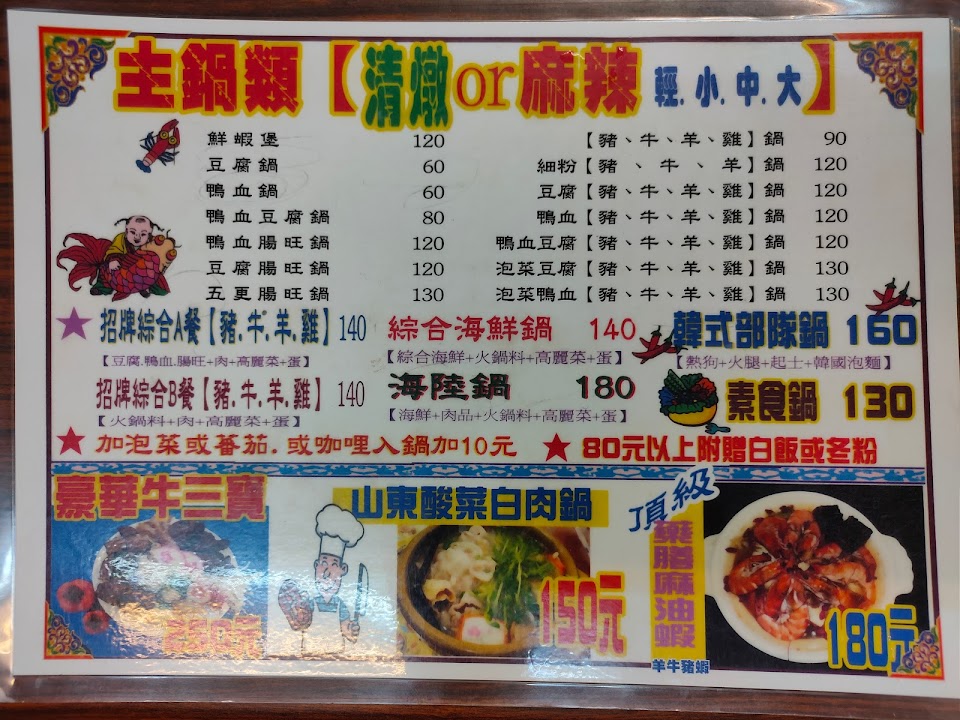 主鍋類【清燉or麻辣 輕.小.中.大】
鮮蝦堡 120
豆腐鍋 60
鴨血鍋 60
鴨血豆腐鍋 80
鴨血腸旺鍋 120
豆腐腸旺鍋 120
五更腸旺鍋 130
【豬、牛、羊、雞】鍋 90
細粉【豬、牛、羊】鍋 120
豆腐【豬、牛、羊、雞】鍋 120
鴨血【豬、牛、羊、雞】鍋 120
鴨血豆腐【豬、牛、羊、雞】鍋 120
泡菜豆腐【豬、牛、羊、雞】鍋 130
泡菜鴨血【豬、牛、羊、雞】鍋 130
招牌綜合A餐【豬.牛.羊.雞】140
【豆腐.鴨血.腸旺+肉+高麗菜+蛋】
招牌綜合B餐【豬.牛.羊.雞】140
【火鍋料+肉+高麗菜+蛋】
綜合海鮮鍋 140
【綜合海鮮+火鍋料+高麗菜+蛋】
海陸鍋 180
【海鮮+肉品+火鍋料+高麗菜+蛋】
韓式部隊鍋 160
【熱狗+火腿+起士+韓國泡麵】
素食鍋 130
加泡菜或蕃茄.或咖哩入鍋加10元
80元以上附贈白飯或冬粉
豪華牛三寶
山東酸菜白肉鍋
150元
頂級
藥膳麻油蝦
羊牛豬蝦
180元